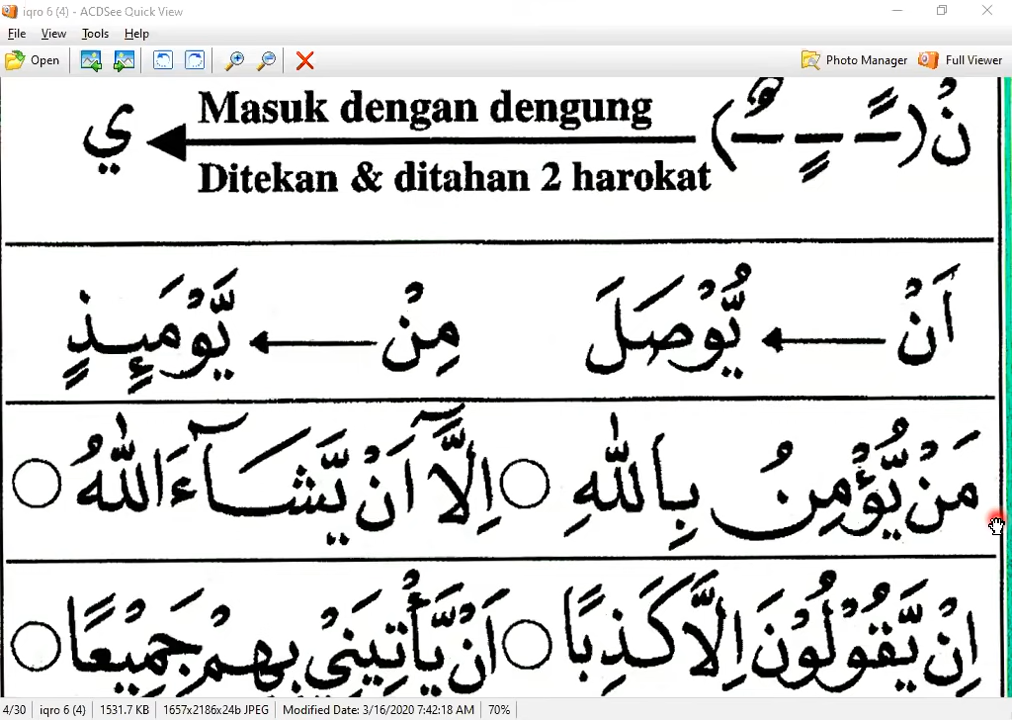 iqro 6 (4) - ACDSee Quick View
File View Tools Help
Open Photo Manager Full Viewer
Masuk dengan dengung
نْ (ـًـ ـٍـ ـٌـ) ي
Ditekan & ditahan 2 harokat
اَنْ يُّوْصَلَ مِنْ يَّوْمَئِذٍ
مَنْ يُّؤْمِنُ بِاللّٰهِ اِلَّآ اَنْ يَّشَآءَ اللّٰهُ
اِنْ يَّقُوْلُوْنَ اِلَّا كَذِبًا اَنْ يَّأْتِيَنِيْ بِهِمْ جَمِيْعًا
4/30 iqro 6 (4) 1531.7 KB 1657x2186x24b JPEG Modified Date: 3/16/2020 7:42:18 AM 70%